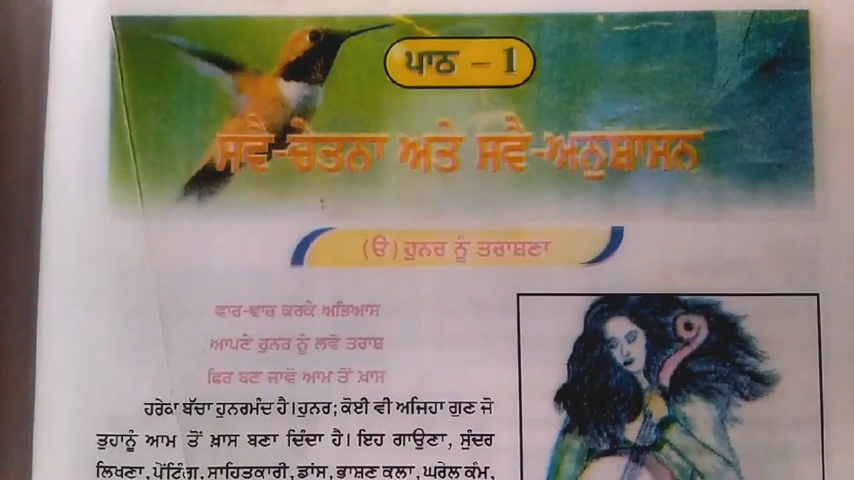 ਪਾਠ – 1
ਸਵੈ-ਚੇਤਨਾ ਅਤੇ ਸਵੈ-ਅਨੁਸ਼ਾਸਨ
(ੳ) ਹੁਨਰ ਨੂੰ ਤਰਾਸ਼ਣਾ
ਵਾਰ-ਵਾਰ ਕਰਕੇ ਅਭਿਆਸ
ਆਪਣੇ ਹੁਨਰ ਨੂੰ ਲਵੋ ਤਰਾਸ਼
ਫਿਰ ਬਣ ਜਾਵੋ ਆਮ ਤੋਂ ਖ਼ਾਸ
ਹਰੇਕ ਬੱਚਾ ਹੁਨਰਮੰਦ ਹੈ। ਹੁਨਰ; ਕੋਈ ਵੀ ਅਜਿਹਾ ਗੁਣ ਜੋ
ਤੁਹਾਨੂੰ ਆਮ ਤੋਂ ਖ਼ਾਸ ਬਣਾ ਦਿੰਦਾ ਹੈ। ਇਹ ਗਾਉਣਾ, ਸੁੰਦਰ
ਲਿਖਣਾ, ਪੇਂਟਿੰਗ, ਸਾਹਿਤਕਾਰੀ, ਡਾਂਸ, ਭਾਸ਼ਣ ਕਲਾ, ਘਰੇਲੂ ਕੰਮ,